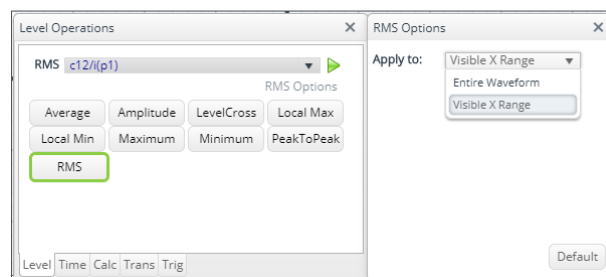 Level Operations
RMS c12/i(p1)
RMS Options
Average Amplitude LevelCross Local Max
Local Min Maximum Minimum PeakToPeak
RMS
Level Time Calc Trans Trig
RMS Options
Apply to: Visible X Range
Entire Waveform
Visible X Range
Default